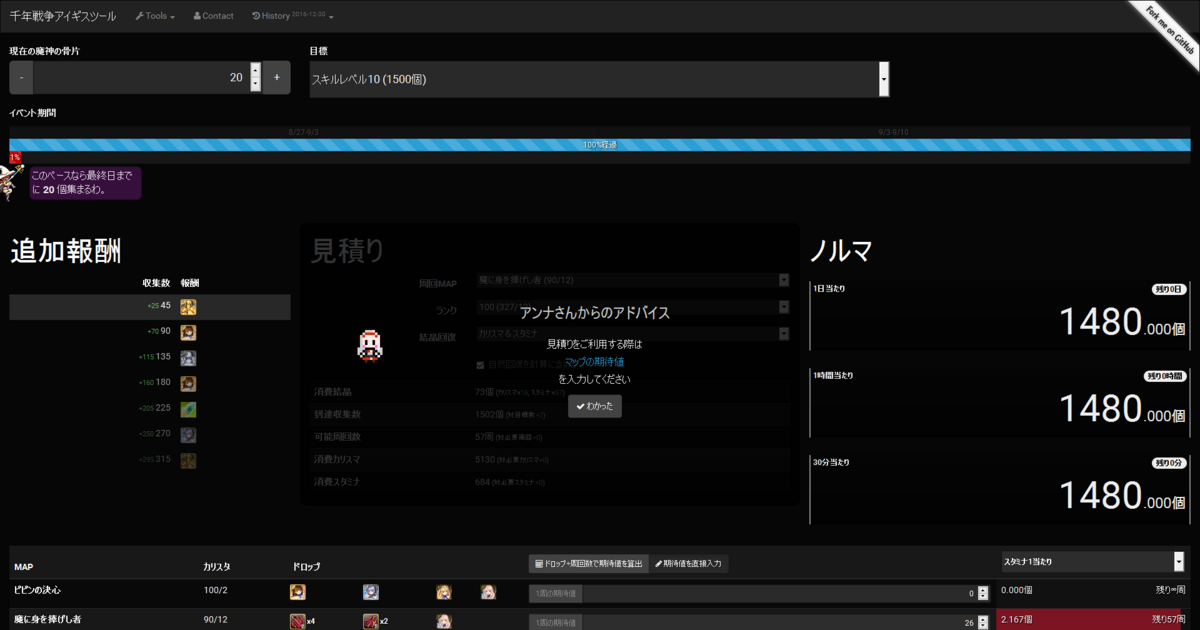 千年戦争アイギスツール Tools Contact History 2016-12-30
Fork me on GitHub
現在の魔神の骨片
- 20 +
目標
スキルレベル10 (1500個)
イベント期間
8/27-9/3 9/3-9/10
100%経過
1%
このペースなら最終日まで
に 20 個集まるわ。
追加報酬
収集数 報酬
+25 45
+70 90
+115 135
+160 180
+205 225
+250 270
+295 315
見積り
周回MAP 魔に身を捧げし者 (90/12)
ランク
結晶回復 カリスマ&スタミナ
アンナさんからのアドバイス
見積りをご利用する際は
マップの期待値
を入力してください
わかった
消費結晶
到達収集数 1502個
可能周回数 57周
消費カリスマ 5130
消費スタミナ 684
ノルマ
1日当たり 残り0日
1480.000個
1時間当たり 残り0時間
1480.000個
30分当たり 残り0分
1480.000個
MAP カリスタ ドロップ ドロップ+周回数で期待値を算出 期待値を直接入力 スタミナ1当たり
ピピンの決心 100/2 1周の期待値 0 0.000個 残り∞周
魔に身を捧げし者 90/12 x4 x2 1周の期待値 26 2.167個 残り57周